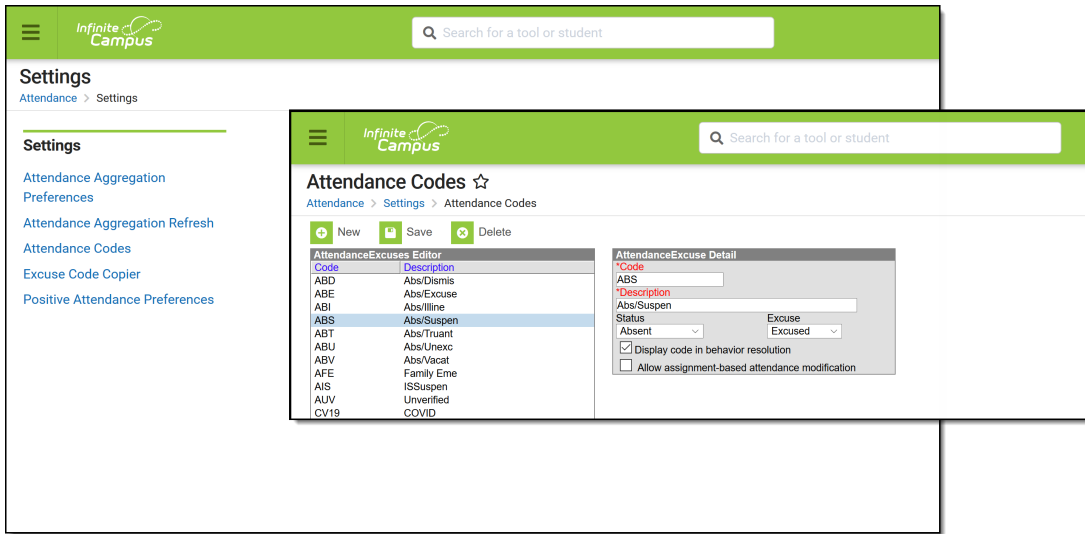 Infinite
Campus
Search for a tool or student
Settings
Attendance > Settings
Settings
Attendance Aggregation
Preferences
Attendance Aggregation Refresh
Attendance Codes
Excuse Code Copier
Positive Attendance Preferences
Infinite
Campus
Search for a tool or student
Attendance Codes
Attendance > Settings > Attendance Codes
New Save Delete
AttendanceExcuses Editor
Code Description
ABD Abs/Dismis
ABE Abs/Excuse
ABI Abs/Illine
ABS Abs/Suspen
ABT Abs/Truant
ABU Abs/Unexc
ABV Abs/Vacat
AFE Family Eme
AIS ISSuspen
AUV Unverified
CV19 COVID
AttendanceExcuse Detail
*Code
ABS
*Description
Abs/Suspen
Status Excuse
Absent Excused
Display code in behavior resolution
Allow assignment-based attendance modification